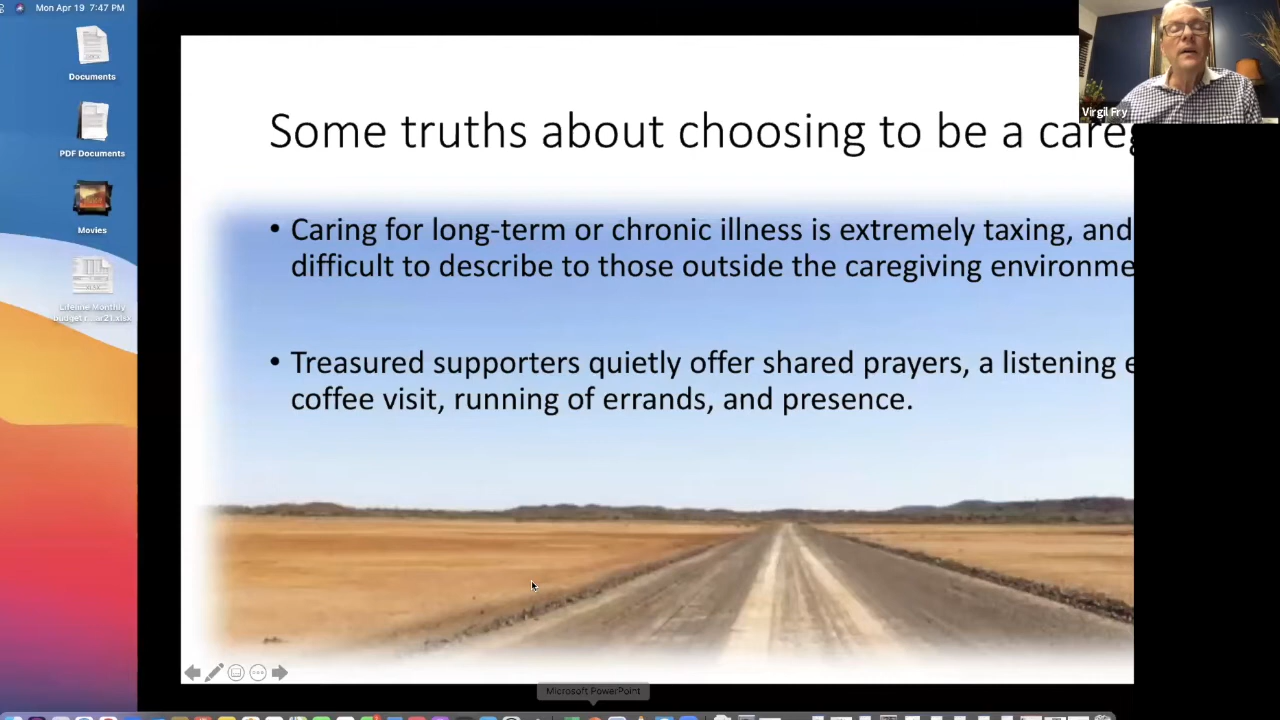 Mon Apr 19 7:47 PM
Documents
PDF Documents
Movies
Lifeline Monthly
Virgil Fry
Some truths about choosing to be a
• Caring for long-term or chronic illness is extremely taxing, and
difficult to describe to those outside the caregiving
• Treasured supporters quietly offer shared prayers, a listening
coffee visit, running of errands, and presence.
Microsoft PowerPoint